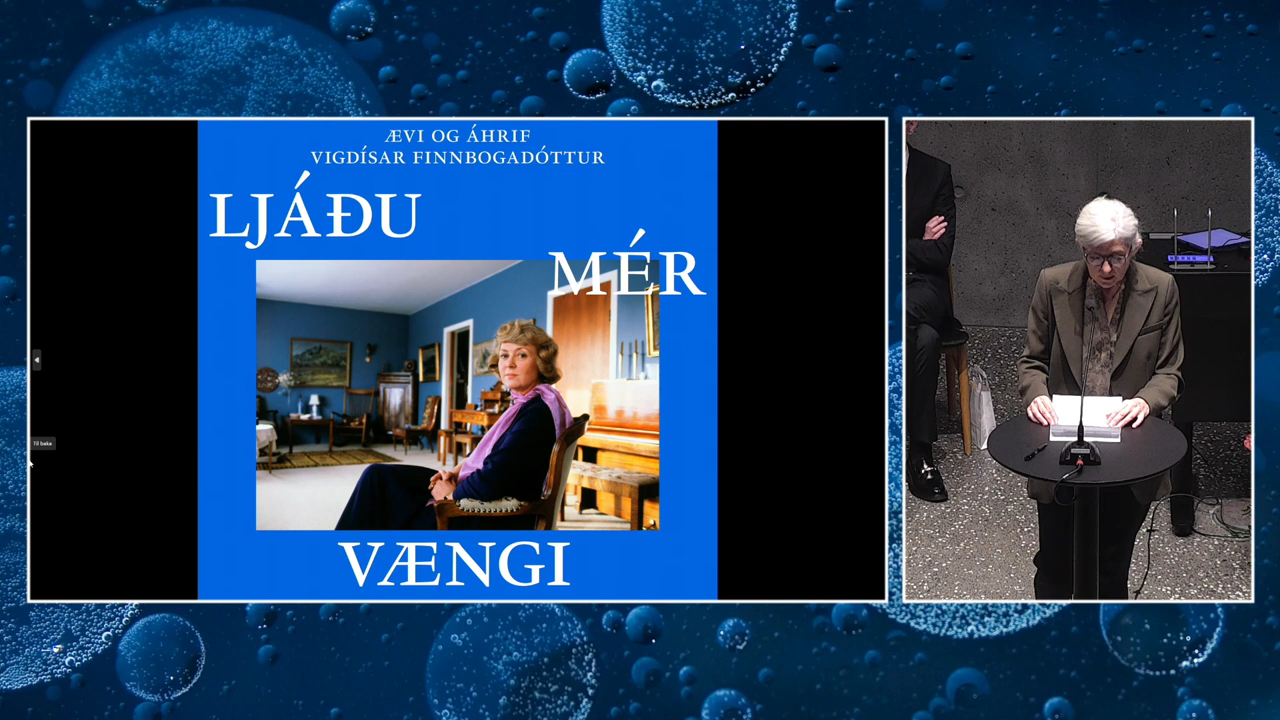 ÆVI OG ÁHRIF
VIGDÍSAR FINNBOGADÓTTUR
LJÁÐU
MÉR
VÆNGI
Til baka